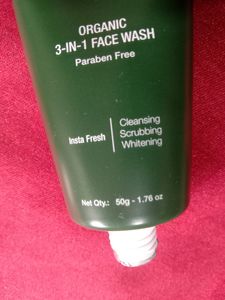 ORGANIC
3-IN-1 FACE WASH
Paraben Free
Insta Fresh
Cleansing
Scrubbing
Whitening
Net Qty.: 50g - 1.76 oz